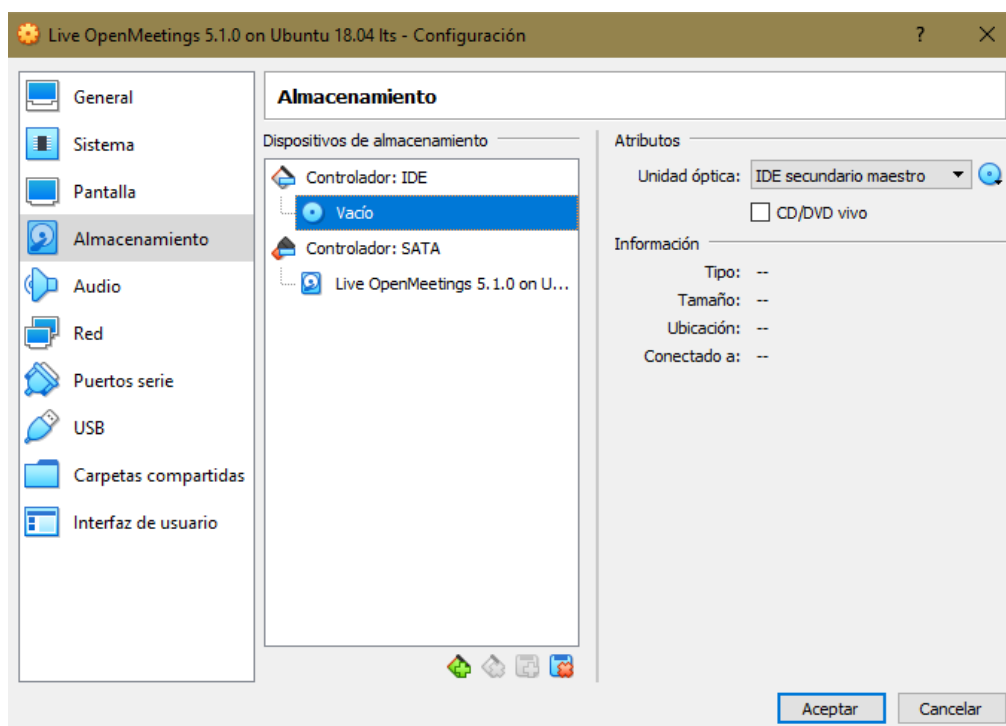 Live OpenMeetings 5.1.0 on Ubuntu 18.04 lts - Configuración
?
General
Sistema
Pantalla
Almacenamiento
Audio
Red
Puertos serie
USB
Carpetas compartidas
Interfaz de usuario
Almacenamiento
Dispositivos de almacenamiento
Controlador: IDE
Vacío
Controlador: SATA
Live OpenMeetings 5.1.0 on U...
Atributos
Unidad óptica: IDE secundario maestro
CD/DVD vivo
Información
Tipo: --
Tamaño: --
Ubicación: --
Conectado a: --
Aceptar
Cancelar